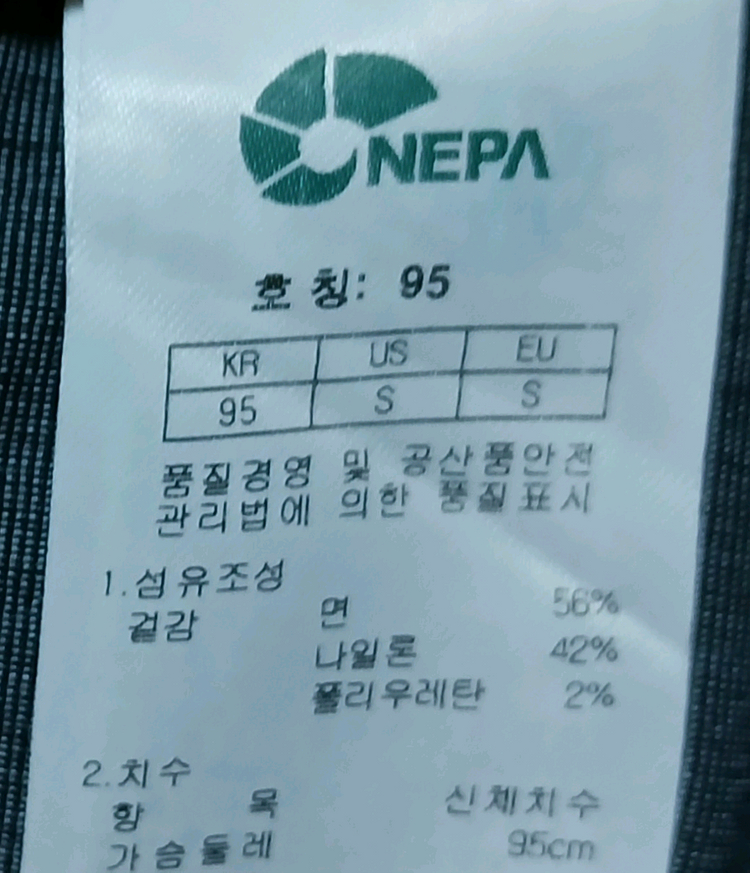 NEPA
호 칭: 95
KR US EU
95 S S
품질경영 및 공산품안전
관리법에 의한 품질표시
1.섬유조성
겉감 면 56%
나일론 42%
폴리우레탄 2%
2.치수
항 목 신체치수
가슴둘레 95cm